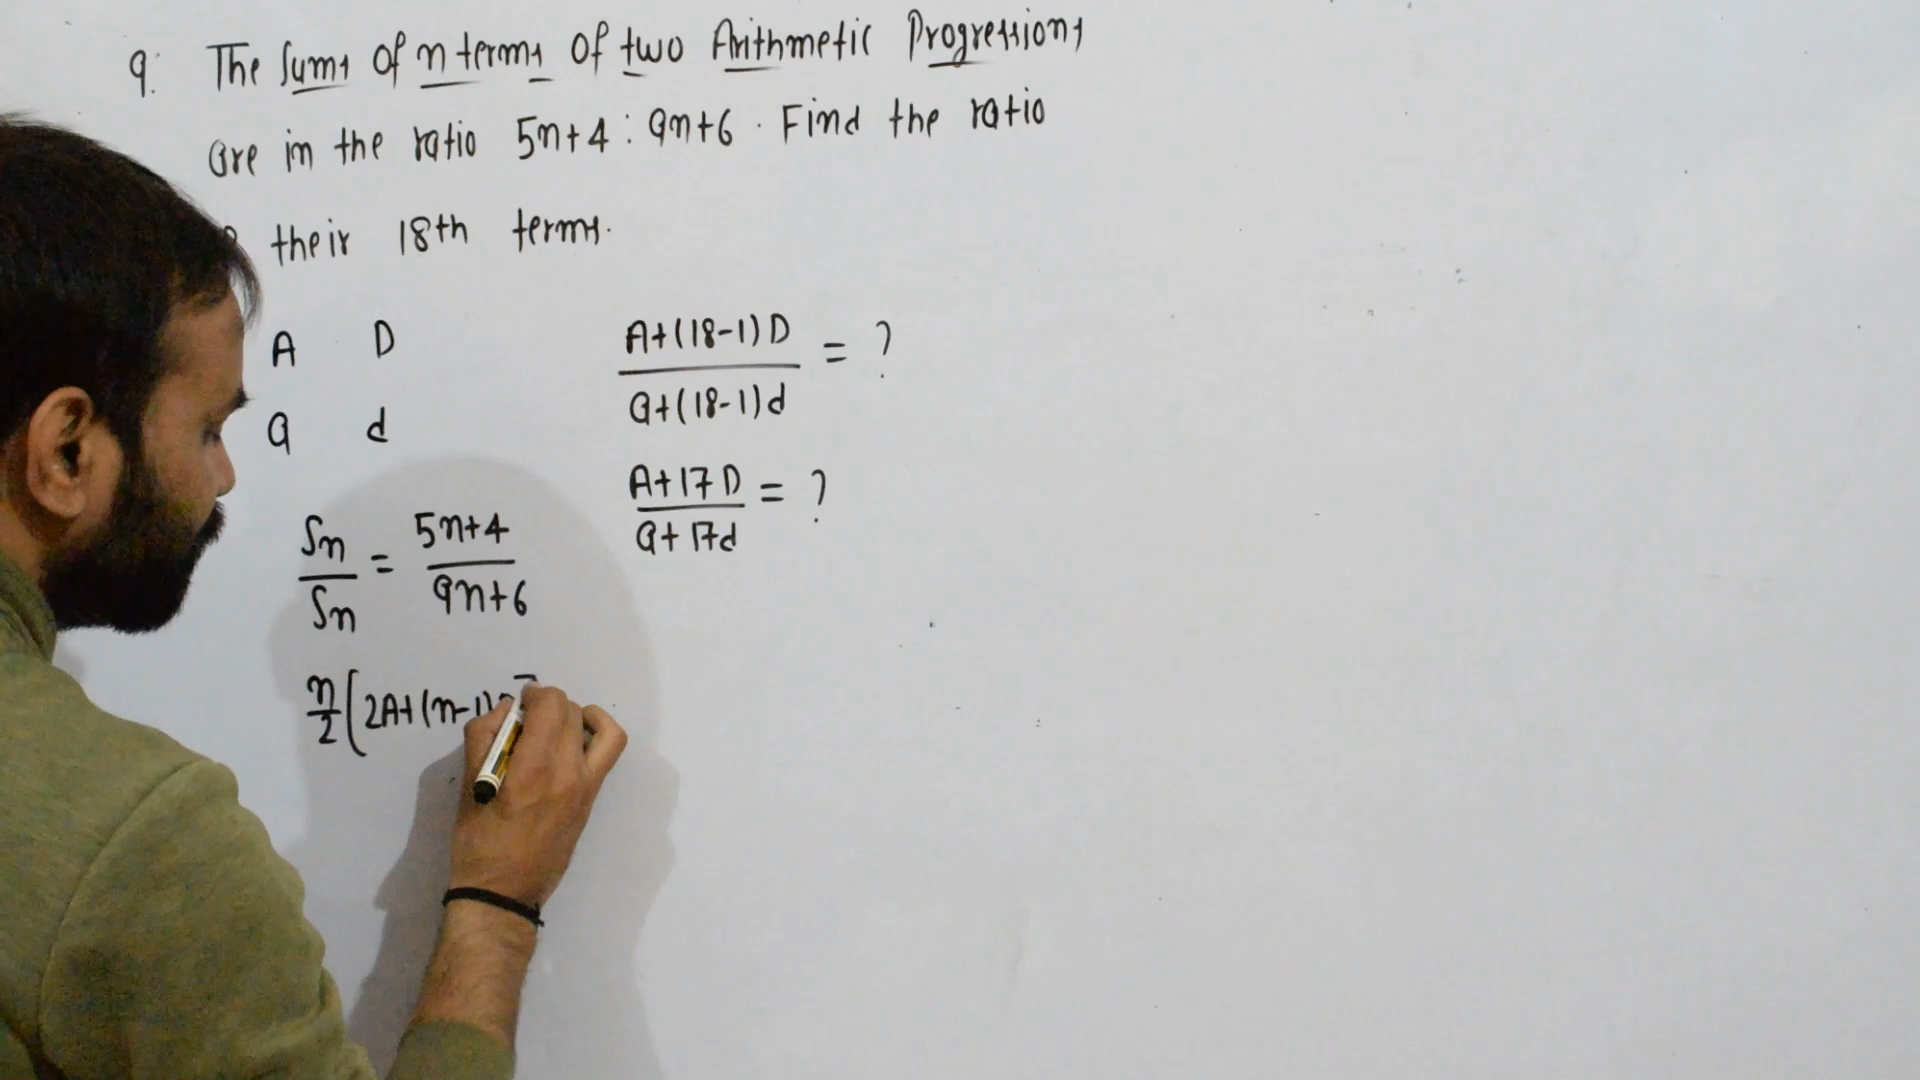 9. The Sums of n terms of two Arithmetic Progressions
are in the ratio 5n+4 : 9n+6 . Find the ratio
their 18th terms.
A D
a d
Sn/Sn = 5n+4/9n+6
n/2[2A+(n-1)
A+(18-1)D/a+(18-1)d = ?
A+17D/a+17d = ?